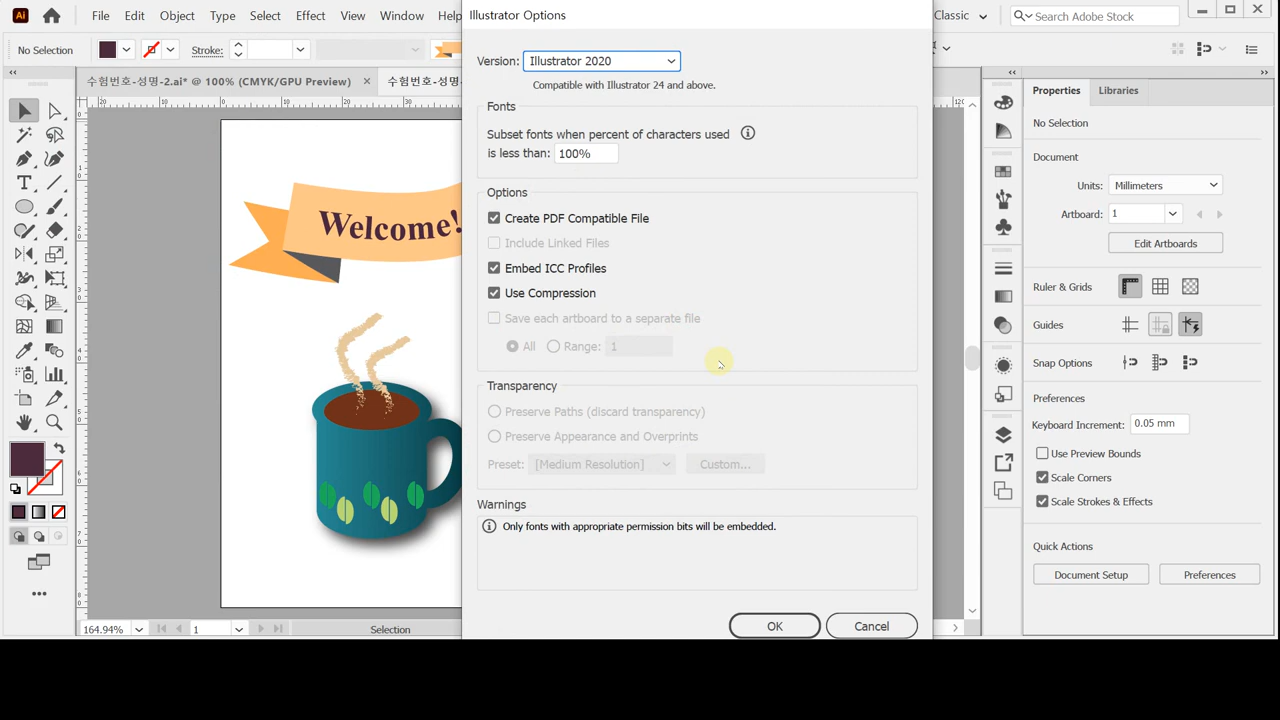 Ai
File Edit Object Type Select Effect View Window Help
Illustrator Options
Classic
Search Adobe Stock
No Selection
Stroke:
수험번호-성명-2.ai* @ 100% (CMYK/GPU Preview)
수험번호-성명-
Version: Illustrator 2020
Compatible with Illustrator 24 and above.
Fonts
Subset fonts when percent of characters used
is less than: 100%
Options
Create PDF Compatible File
Include Linked Files
Embed ICC Profiles
Use Compression
Save each artboard to a separate file
All Range: 1
Transparency
Preserve Paths (discard transparency)
Preserve Appearance and Overprints
Preset: [Medium Resolution] Custom...
Warnings
Only fonts with appropriate permission bits will be embedded.
OK Cancel
Welcome!
Properties Libraries
No Selection
Document
Units: Millimeters
Artboard: 1
Edit Artboards
Ruler & Grids
Guides
Snap Options
Preferences
Keyboard Increment: 0.05 mm
Use Preview Bounds
Scale Corners
Scale Strokes & Effects
Quick Actions
Document Setup Preferences
164.94% 1 Selection